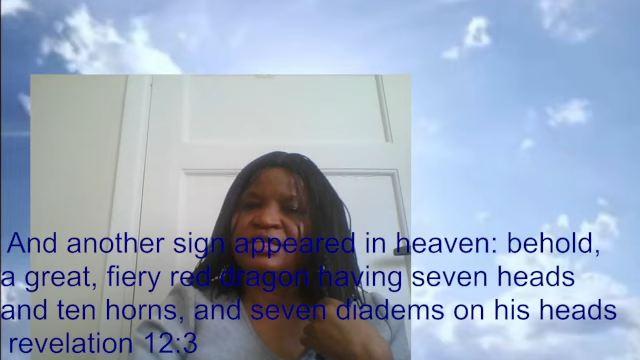 And another sign appeared in heaven: behold,
a great, fiery red dragon having seven heads
and ten horns, and seven diadems on his heads
revelation 12:3